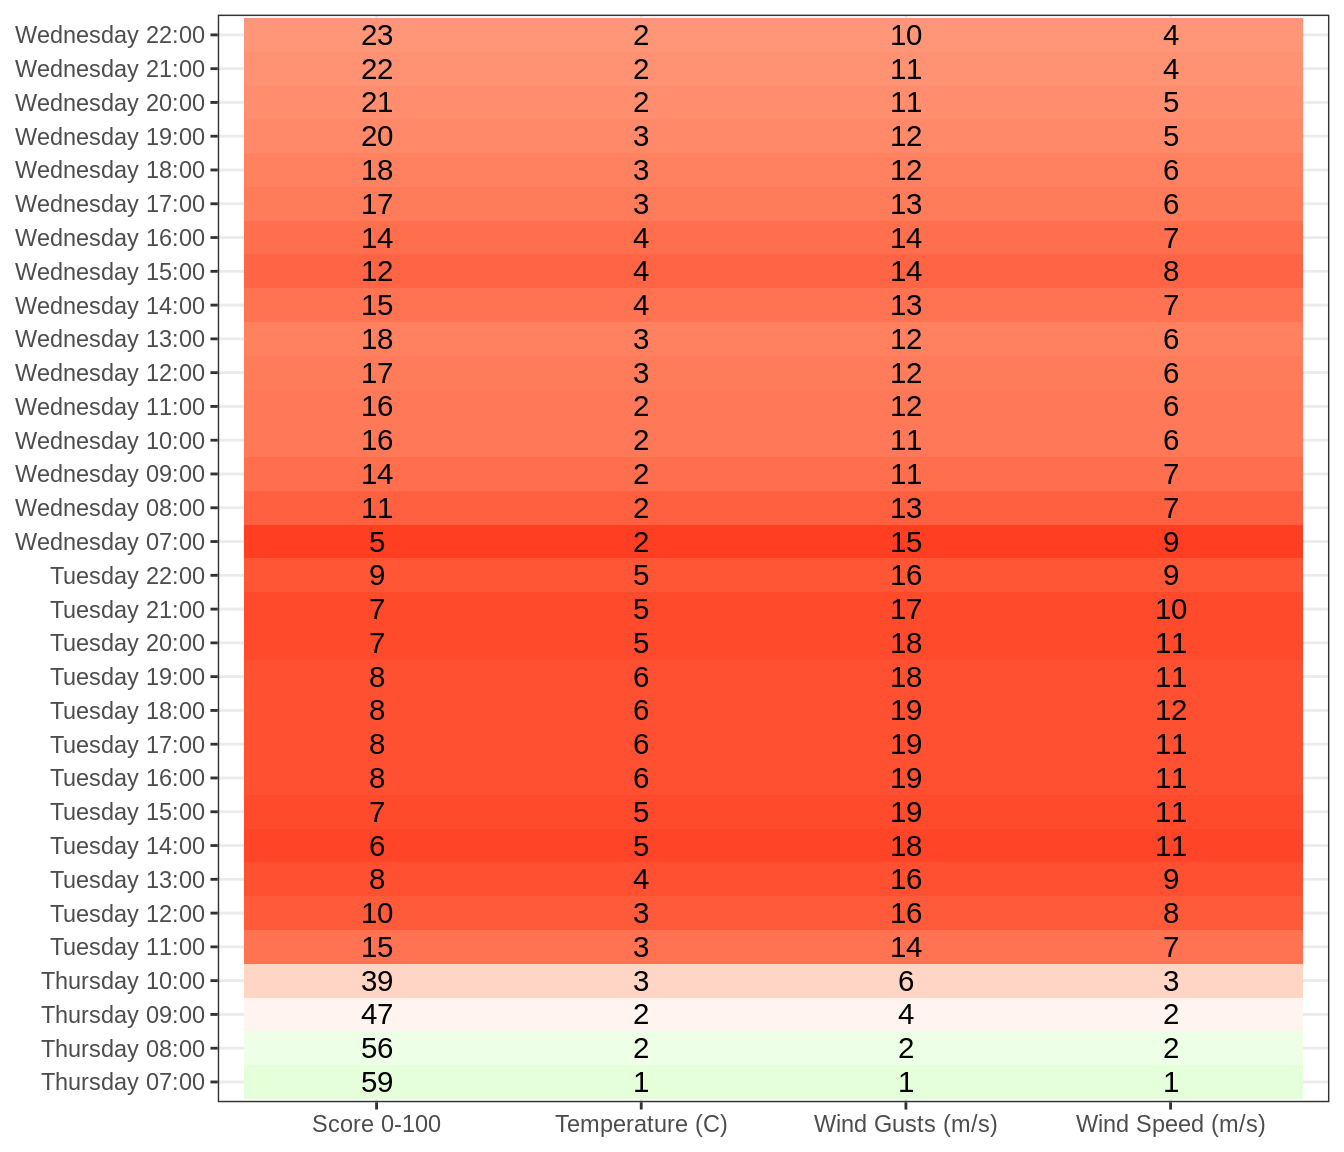 Wednesday 22:00 23 2 10 4
Wednesday 21:00 22 2 11 4
Wednesday 20:00 21 2 11 5
Wednesday 19:00 20 3 12 5
Wednesday 18:00 18 3 12 6
Wednesday 17:00 17 3 13 6
Wednesday 16:00 14 4 14 7
Wednesday 15:00 12 4 14 8
Wednesday 14:00 15 4 13 7
Wednesday 13:00 18 3 12 6
Wednesday 12:00 17 3 12 6
Wednesday 11:00 16 2 12 6
Wednesday 10:00 16 2 11 6
Wednesday 09:00 14 2 11 7
Wednesday 08:00 11 2 13 7
Wednesday 07:00 5 2 15 9
Tuesday 22:00 9 5 16 9
Tuesday 21:00 7 5 17 10
Tuesday 20:00 7 5 18 11
Tuesday 19:00 8 6 18 11
Tuesday 18:00 8 6 19 12
Tuesday 17:00 8 6 19 11
Tuesday 16:00 8 6 19 11
Tuesday 15:00 7 5 19 11
Tuesday 14:00 6 5 18 11
Tuesday 13:00 8 4 16 9
Tuesday 12:00 10 3 16 8
Tuesday 11:00 15 3 14 7
Thursday 10:00 39 3 6 3
Thursday 09:00 47 2 4 2
Thursday 08:00 56 2 2 2
Thursday 07:00 59 1 1 1
Score 0-100 Temperature (C) Wind Gusts (m/s) Wind Speed (m/s)